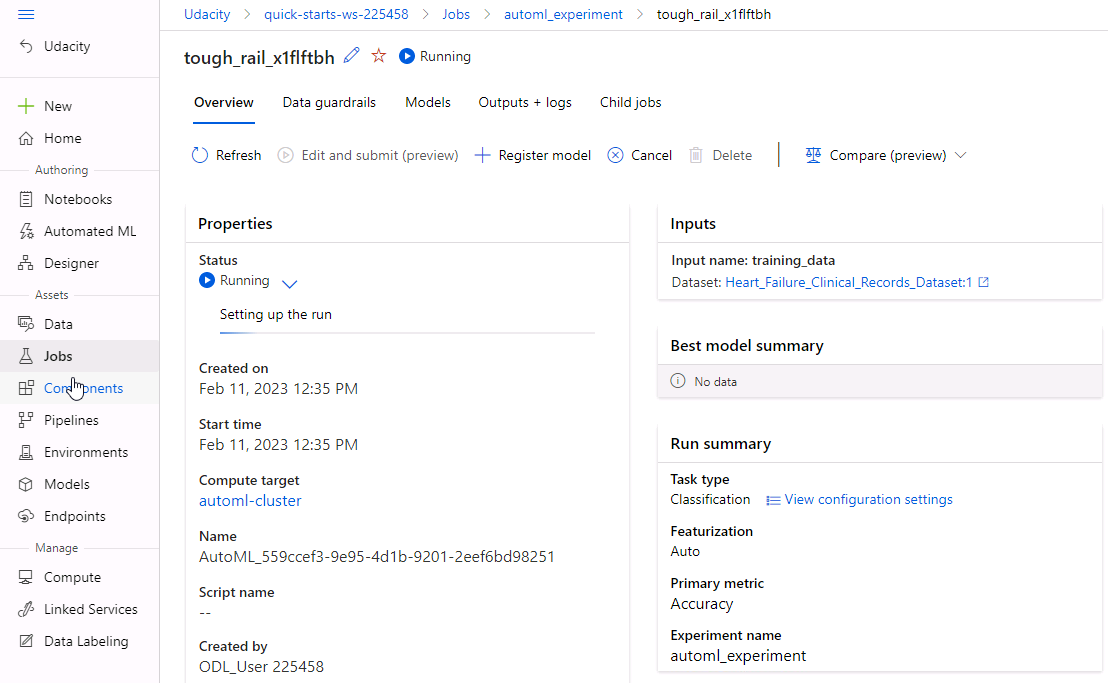 Udacity > quick-starts-ws-225458 > Jobs > automl_experiment > tough_rail_x1flftbh
Udacity
New
Home
Authoring
Notebooks
Automated ML
Designer
Assets
Data
Jobs
Components
Pipelines
Environments
Models
Endpoints
Manage
Compute
Linked Services
Data Labeling
tough_rail_x1flftbh Running
Overview Data guardrails Models Outputs + logs Child jobs
Refresh Edit and submit (preview) Register model Cancel Delete Compare (preview)
Properties
Status
Running
Setting up the run
Created on
Feb 11, 2023 12:35 PM
Start time
Feb 11, 2023 12:35 PM
Compute target
automl-cluster
Name
AutoML_559ccef3-9e95-4d1b-9201-2eef6bd98251
Script name
--
Created by
ODL_User 225458
Inputs
Input name: training_data
Dataset: Heart_Failure_Clinical_Records_Dataset:1
Best model summary
No data
Run summary
Task type
Classification View configuration settings
Featurization
Auto
Primary metric
Accuracy
Experiment name
automl_experiment